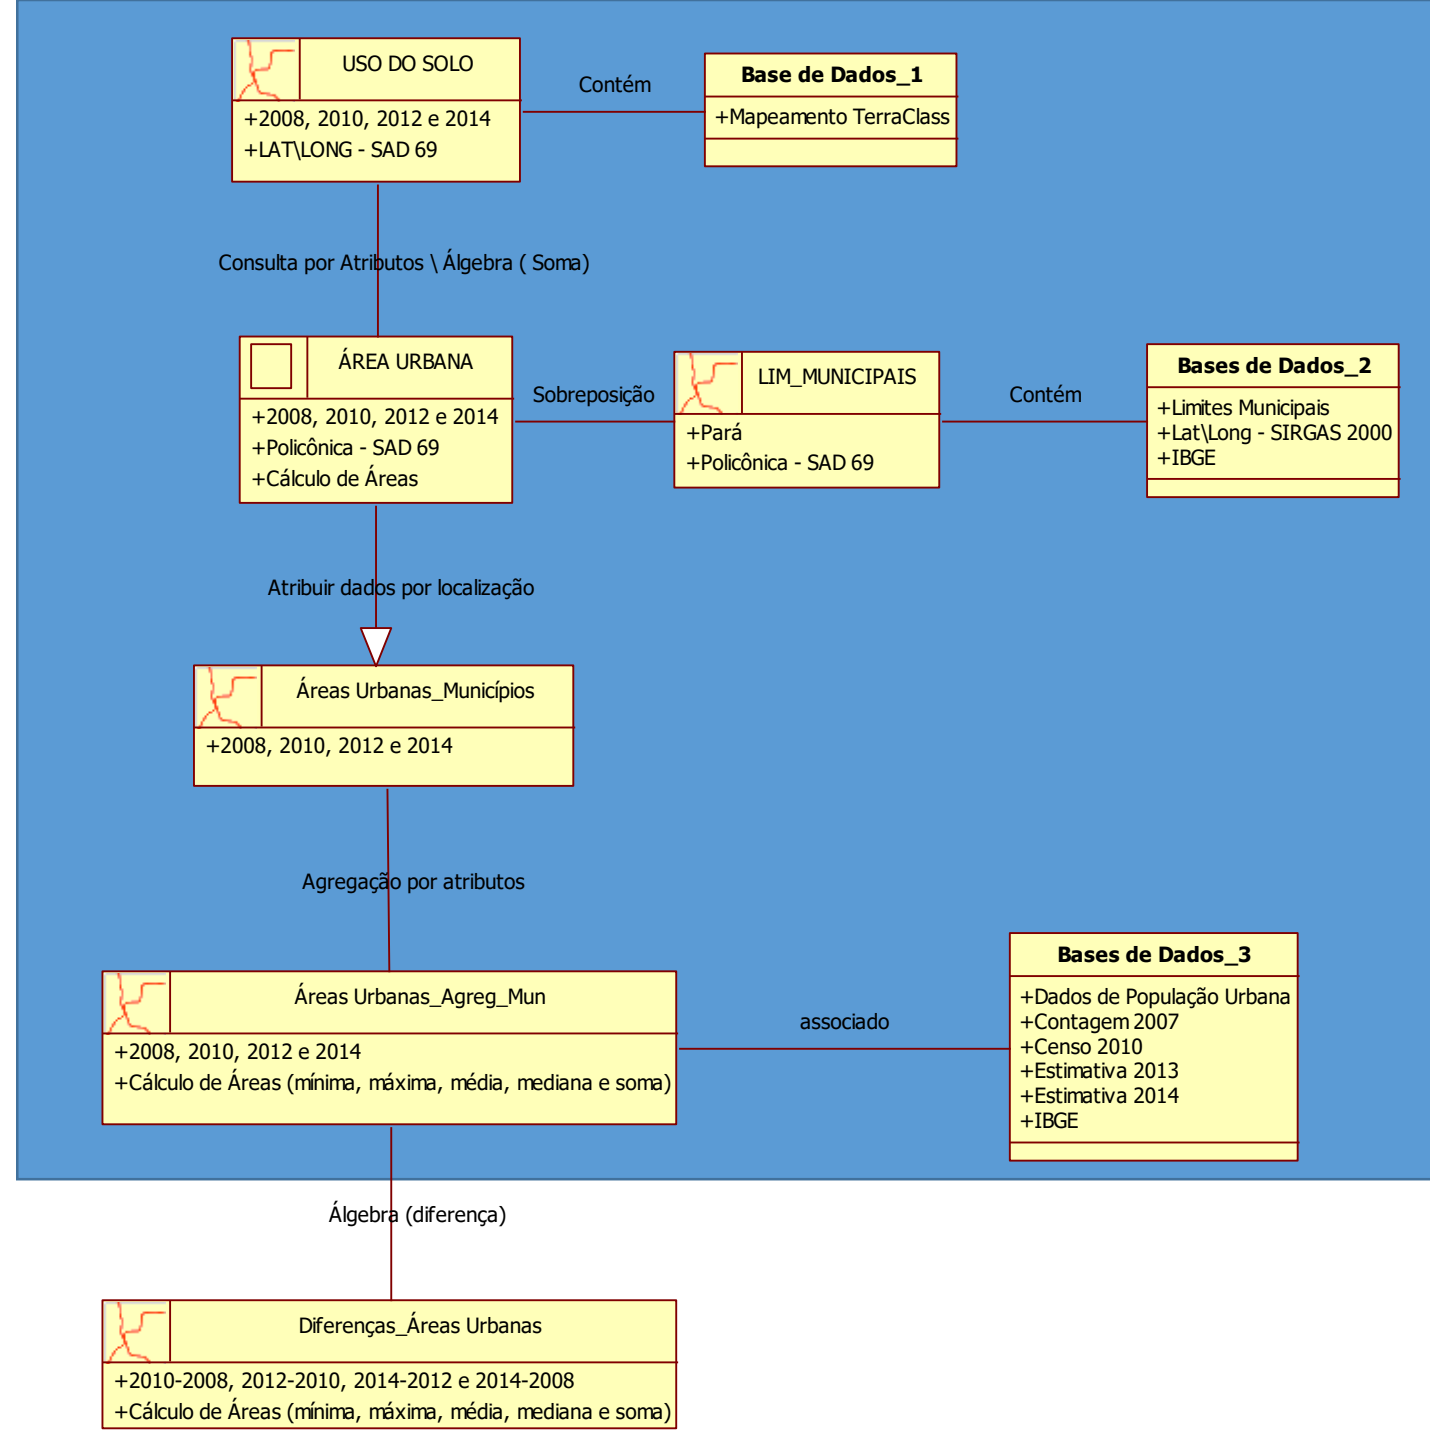 USO DO SOLO
+2008, 2010, 2012 e 2014
+LAT\LONG - SAD 69
Contém
Base de Dados_1
+Mapeamento TerraClass
Consulta por Atributos \ Álgebra ( Soma)
ÁREA URBANA
+2008, 2010, 2012 e 2014
+Policônica - SAD 69
+Cálculo de Áreas
Sobreposição
LIM_MUNICIPAIS
+Pará
+Policônica - SAD 69
Contém
Bases de Dados_2
+Limites Municipais
+Lat\Long - SIRGAS 2000
+IBGE
Atribuir dados por localização
Áreas Urbanas_Municípios
+2008, 2010, 2012 e 2014
Agregação por atributos
Áreas Urbanas_Agreg_Mun
+2008, 2010, 2012 e 2014
+Cálculo de Áreas (mínima, máxima, média, mediana e soma)
associado
Bases de Dados_3
+Dados de População Urbana
+Contagem 2007
+Censo 2010
+Estimativa 2013
+Estimativa 2014
+IBGE
Álgebra (diferença)
Diferenças_Áreas Urbanas
+2010-2008, 2012-2010, 2014-2012 e 2014-2008
+Cálculo de Áreas (mínima, máxima, média, mediana e soma)